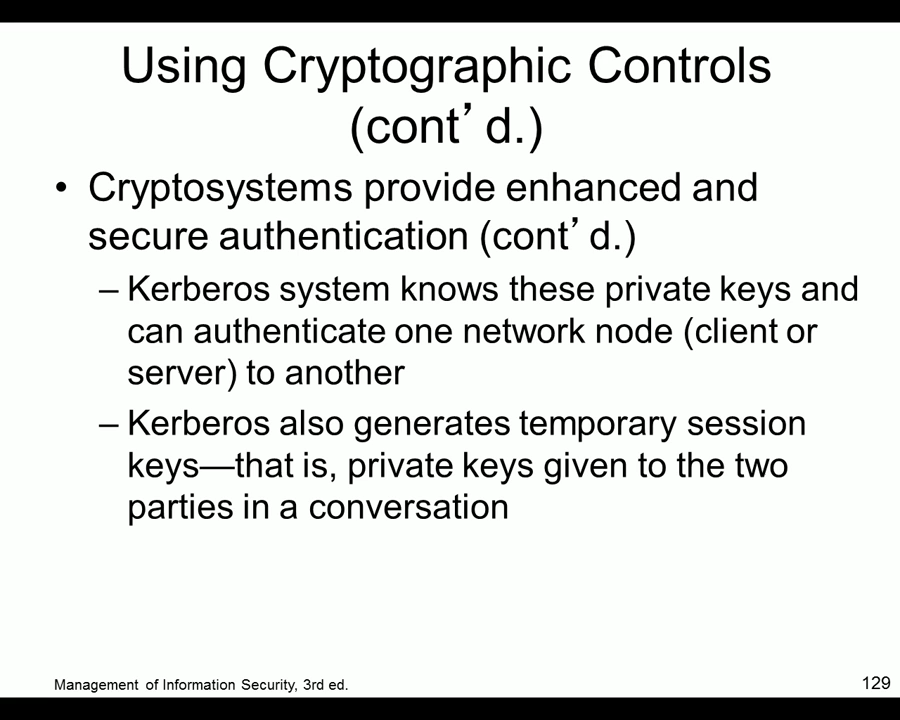 Using Cryptographic Controls
(cont’d.)
• Cryptosystems provide enhanced and
secure authentication (cont’d.)
– Kerberos system knows these private keys and
can authenticate one network node (client or
server) to another
– Kerberos also generates temporary session
keys—that is, private keys given to the two
parties in a conversation
Management of Information Security, 3rd ed.
129